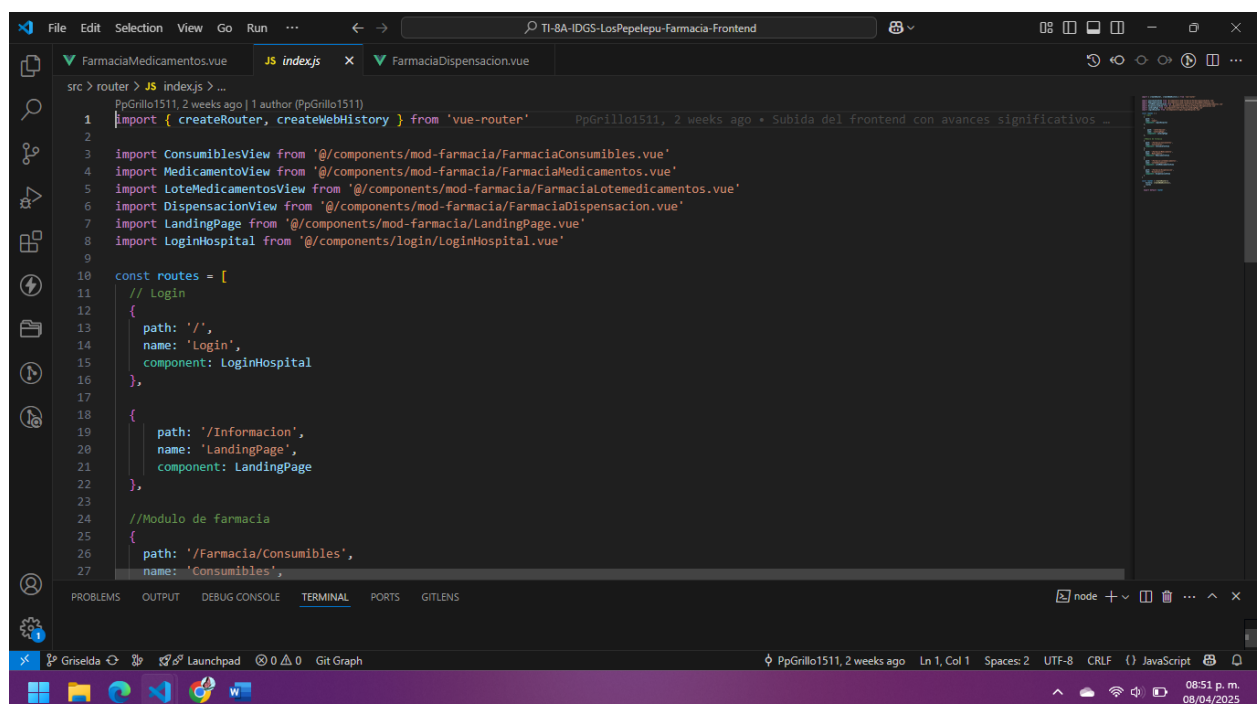 File Edit Selection View Go Run ··· ← → TI-8A-IDGS-LosPepelepu-Farmacia-Frontend
FarmaciaMedicamentos.vue JS index.js × FarmaciaDispensacion.vue
src > router > JS index.js > ...
PpGrillo1511, 2 weeks ago | 1 author (PpGrillo1511)
1 import { createRouter, createWebHistory } from 'vue-router' PpGrillo1511, 2 weeks ago • Subida del frontend con avances significativos …
2
3 import ConsumiblesView from '@/components/mod-farmacia/FarmaciaConsumibles.vue'
4 import MedicamentoView from '@/components/mod-farmacia/FarmaciaMedicamentos.vue'
5 import LoteMedicamentosView from '@/components/mod-farmacia/FarmaciaLotemedicamentos.vue'
6 import DispensacionView from '@/components/mod-farmacia/FarmaciaDispensacion.vue'
7 import LandingPage from '@/components/mod-farmacia/LandingPage.vue'
8 import LoginHospital from '@/components/login/LoginHospital.vue'
9
10 const routes = [
11 // Login
12 {
13 path: '/',
14 name: 'Login',
15 component: LoginHospital
16 },
17
18 {
19 path: '/Informacion',
20 name: 'LandingPage',
21 component: LandingPage
22 },
23
24 //Modulo de farmacia
25 {
26 path: '/Farmacia/Consumibles',
27 name: 'Consumibles',
PROBLEMS OUTPUT DEBUG CONSOLE TERMINAL PORTS GITLENS node
Griselda Launchpad 0 0 Git Graph PpGrillo1511, 2 weeks ago Ln 1, Col 1 Spaces: 2 UTF-8 CRLF {} JavaScript
08:51 p. m.
08/04/2025